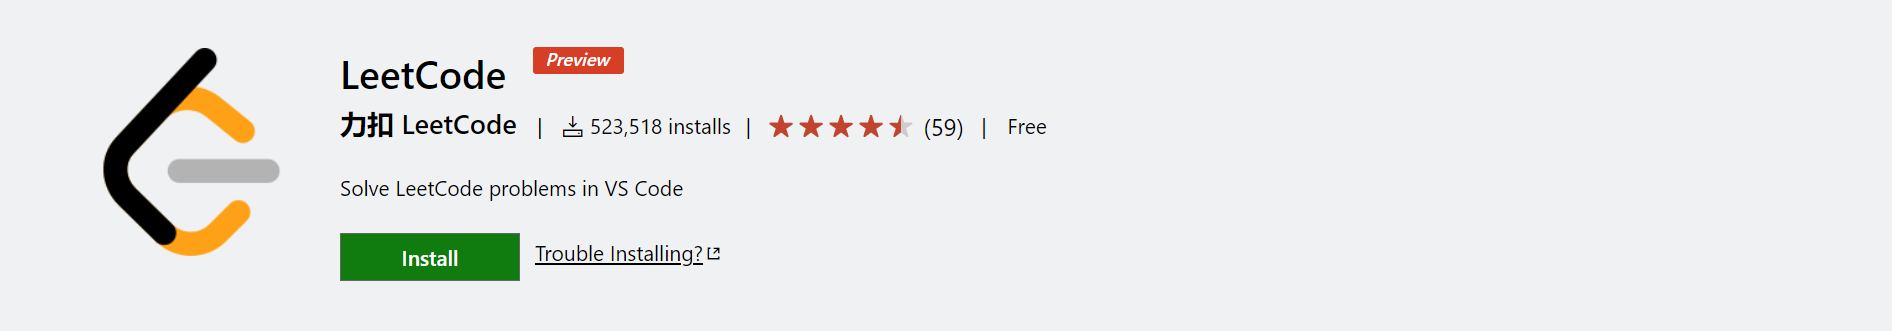 LeetCode Preview
力扣 LeetCode | 523,518 installs | (59) | Free
Solve LeetCode problems in VS Code
Install Trouble Installing?